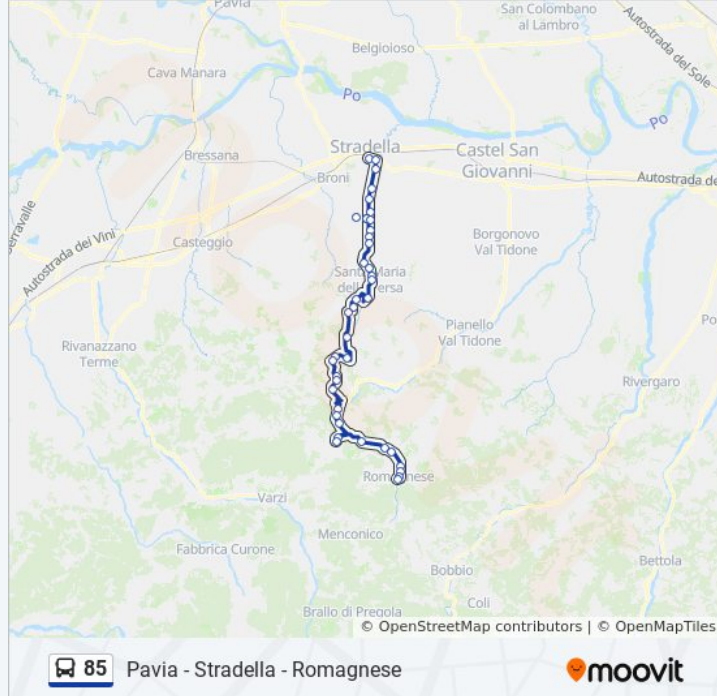 Pavia
San Colombano
al Lambro
Autostrada del Sole
Belgioioso
Cava Manara
Po
Po
Stradella
Castel San
Giovanni
Bressana
Broni
Autostrada de
erravalle
Autostrada dei Vini
Casteggio
Borgonovo
Val Tidone
Santa Maria
della Versa
Pianello
Val Tidone
Rivanazzano
Terme
Po
Rivergaro
Romagnese
Varzi
Menconico
Fabbrica Curone
Bettola
Bobbio
Coli
Brallo di Pregola
© OpenStreetMap contributors | © OpenMapTiles
85 Pavia - Stradella - Romagnese
moovit